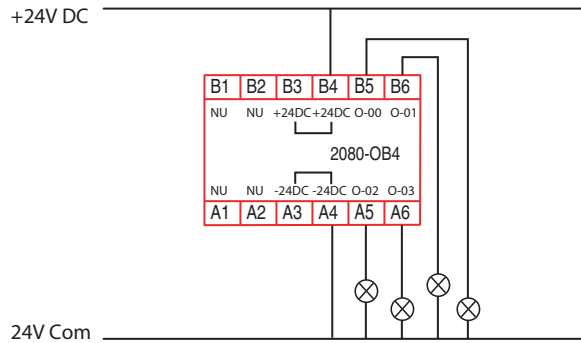 +24V DC
B1 B2 B3 B4 B5 B6
NU NU +24DC +24DC O-00 O-01
2080-OB4
NU NU -24DC -24DC O-02 O-03
A1 A2 A3 A4 A5 A6
24V Com